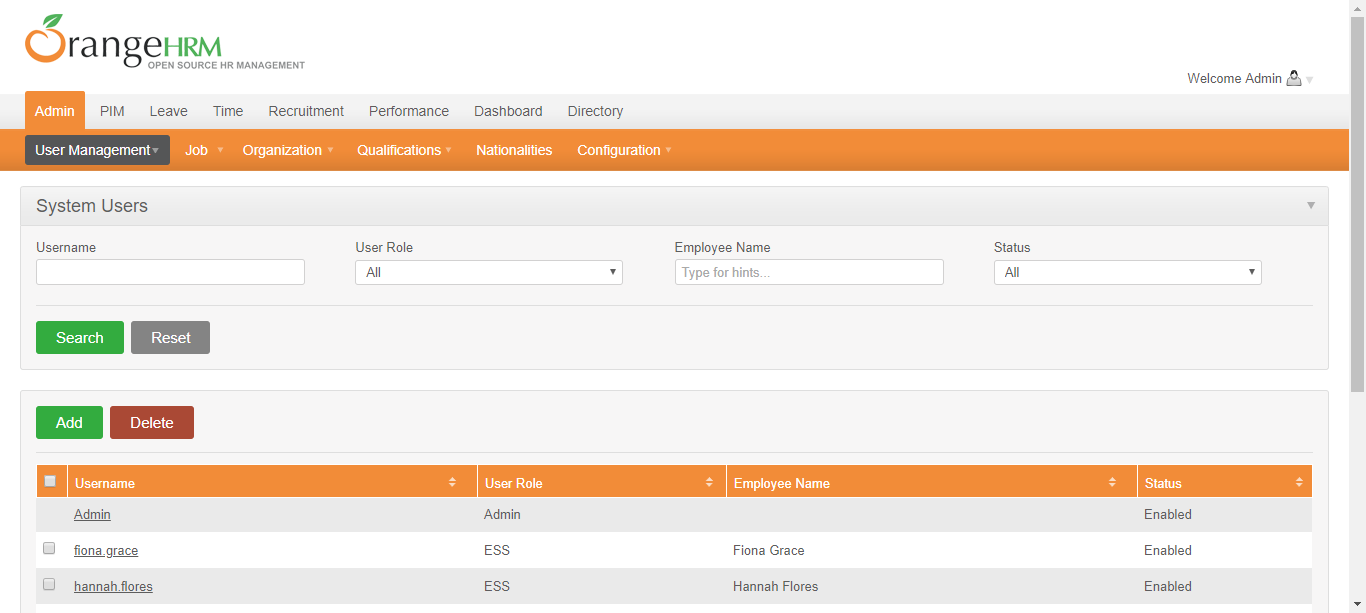 OrangeHRM
OPEN SOURCE HR MANAGEMENT
Welcome Admin
Admin PIM Leave Time Recruitment Performance Dashboard Directory
User Management Job Organization Qualifications Nationalities Configuration
System Users
Username User Role Employee Name Status
All Type for hints... All
Search Reset
Add Delete
Username User Role Employee Name Status
Admin Admin Enabled
fiona.grace ESS Fiona Grace Enabled
hannah.flores ESS Hannah Flores Enabled